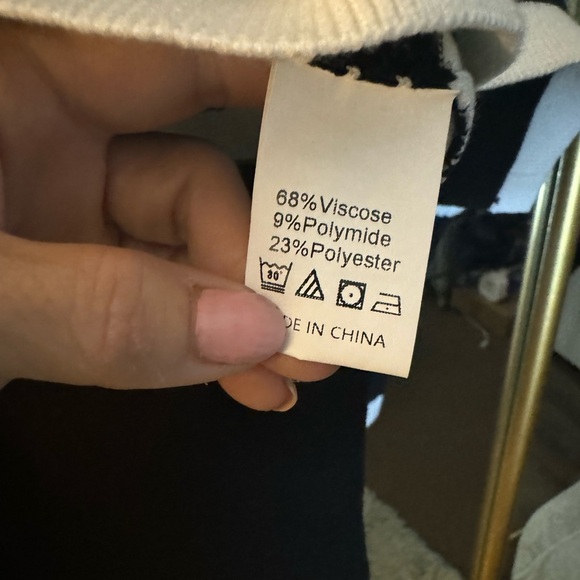 68%Viscose
9%Polymide
23%Polyester
30°
DE IN CHINA